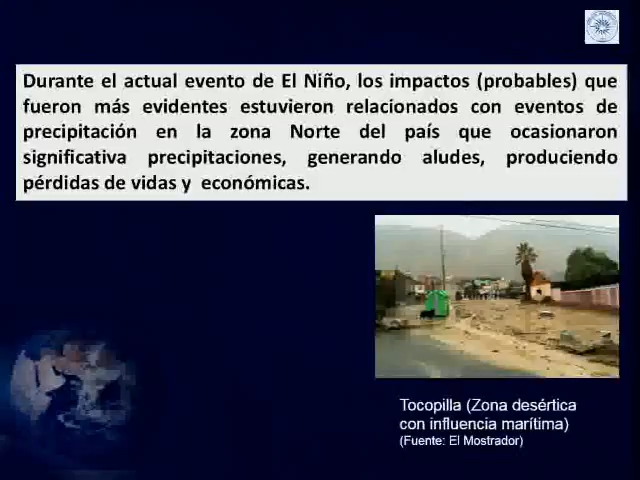 Durante el actual evento de El Niño, los impactos (probables) que
fueron más evidentes estuvieron relacionados con eventos de
precipitación en la zona Norte del país que ocasionaron
significativa precipitaciones, generando aludes, produciendo
pérdidas de vidas y económicas.
Tocopilla (Zona desértica
con influencia marítima)
(Fuente: El Mostrador)